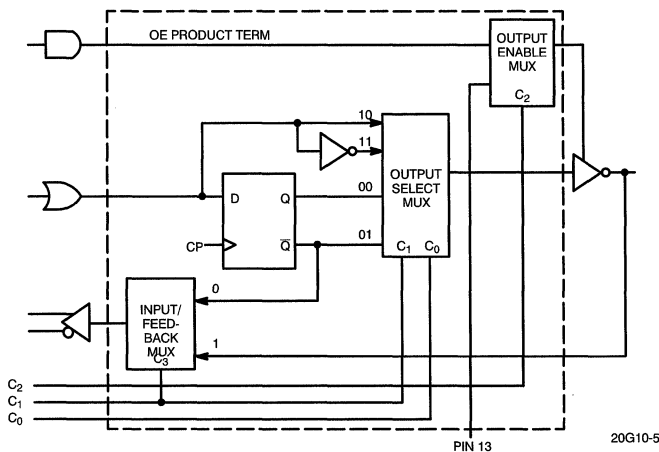 OE PRODUCT TERM
OUTPUT
ENABLE
MUX
C2
10
11
OUTPUT
SELECT
MUX
C1 C0
D Q
00
CP
Q̅
01
0
INPUT/
FEED-
BACK
MUX
C3
1
C2
C1
C0
PIN 13
20G10-5